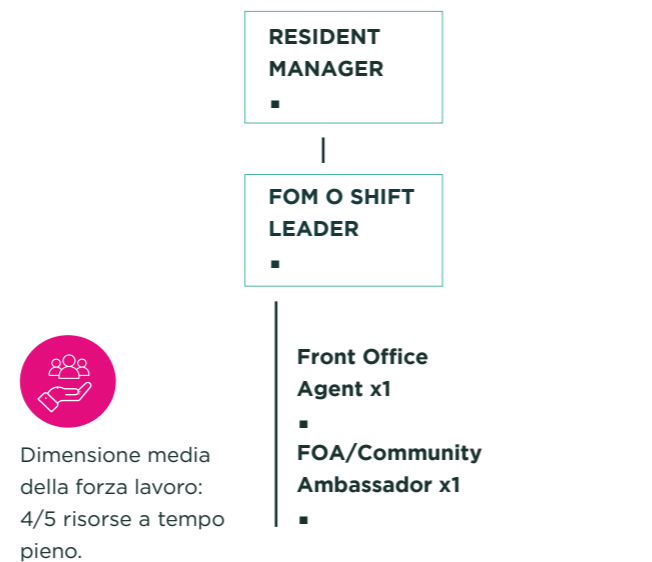 RESIDENT
MANAGER
▪
FOM O SHIFT
LEADER
▪
Front Office
Agent x1
▪
FOA/Community
Ambassador x1
▪
Dimensione media
della forza lavoro:
4/5 risorse a tempo
pieno.